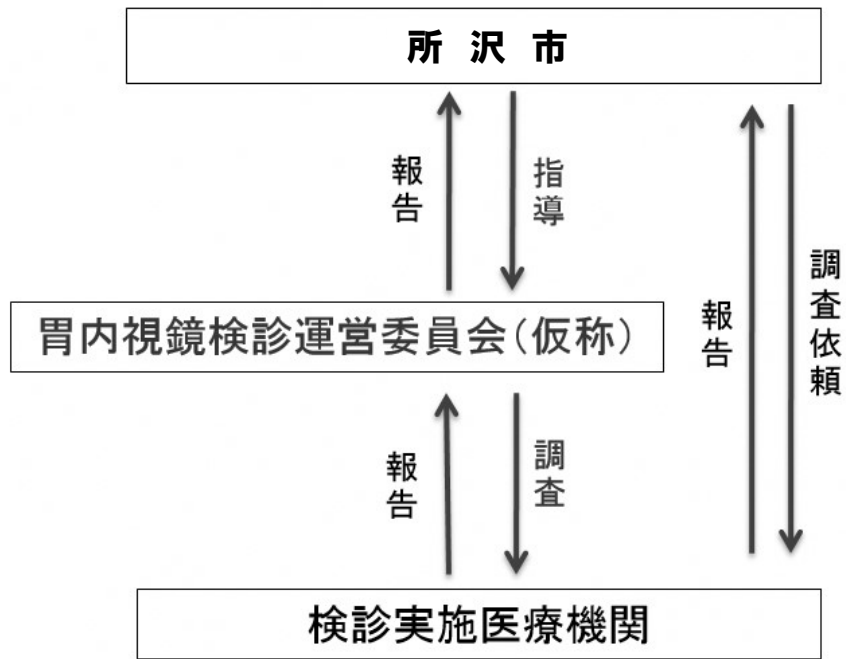 所沢市
報告
指導
胃内視鏡検診運営委員会(仮称)
報告
調査依頼
報告
調査
検診実施医療機関